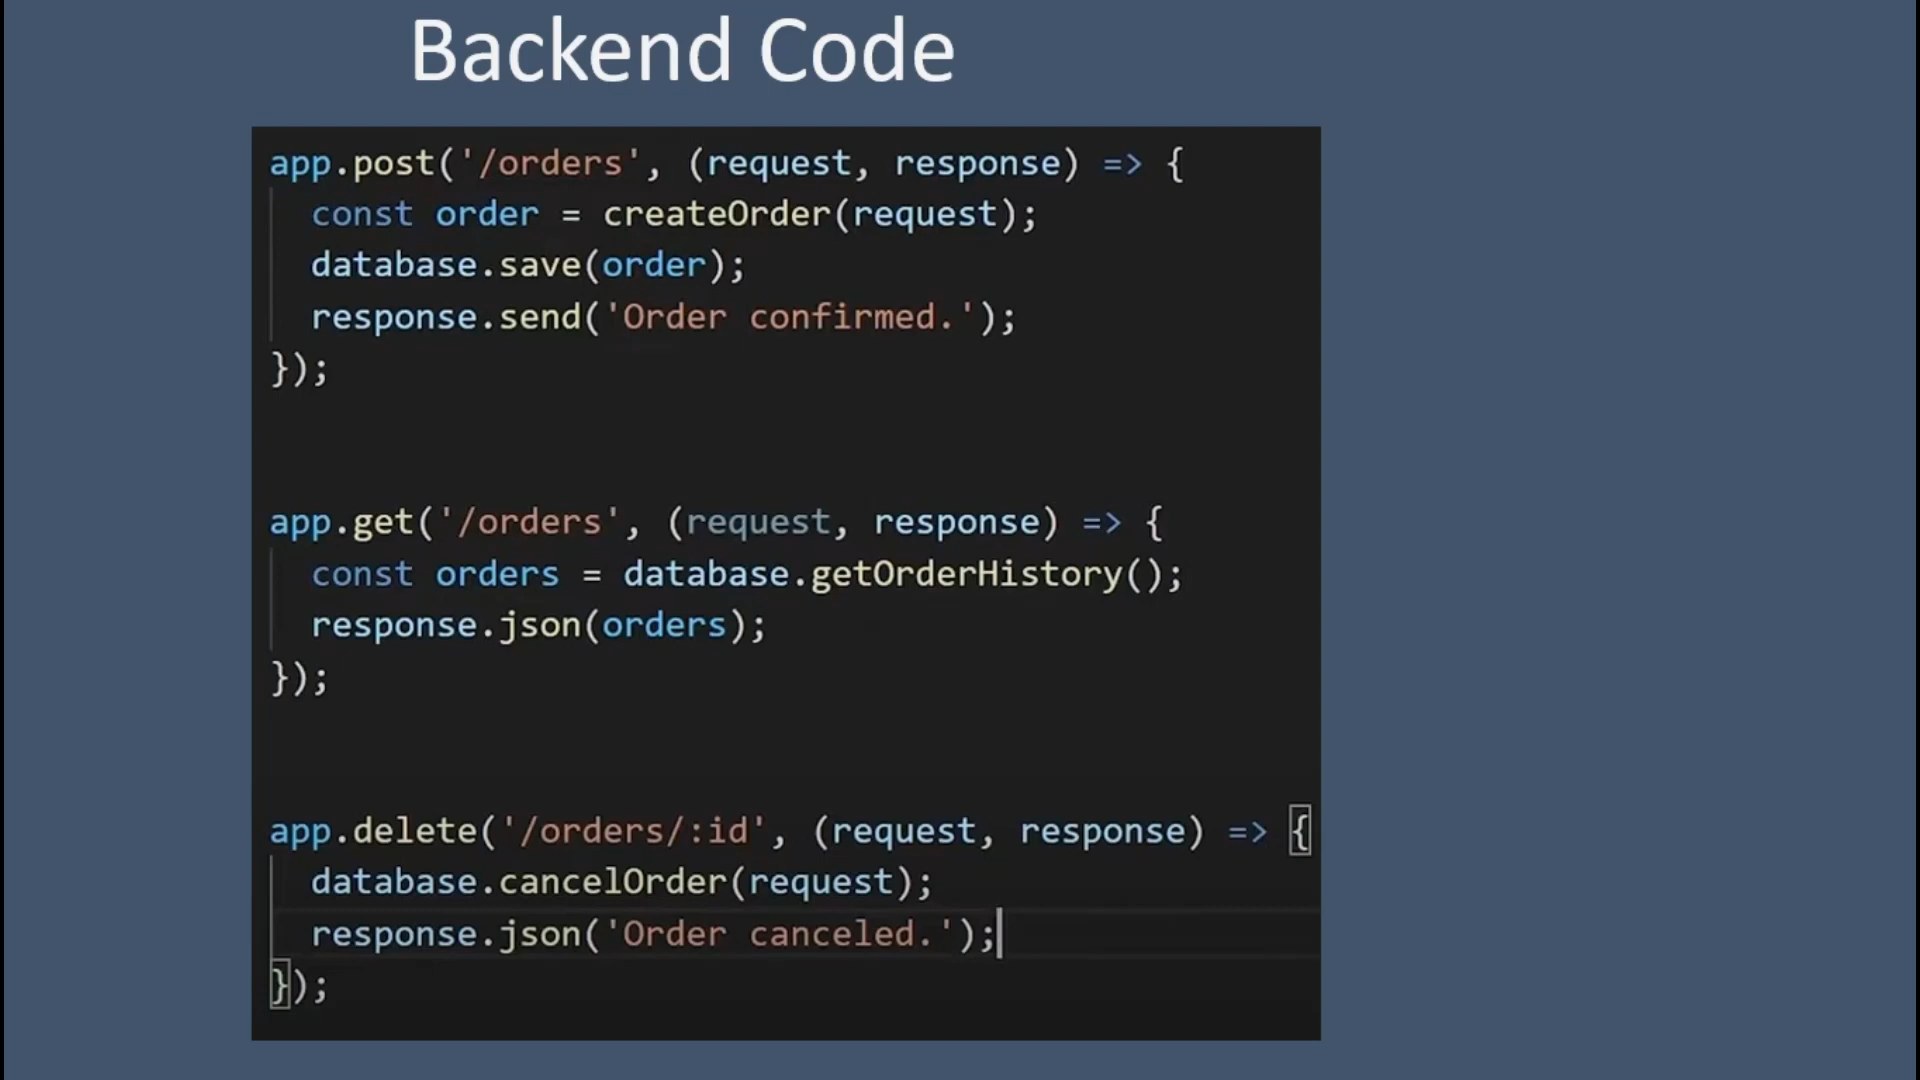 Backend Code
app.post('/orders', (request, response) => {
  const order = createOrder(request);
  database.save(order);
  response.send('Order confirmed.');
});
app.get('/orders', (request, response) => {
  const orders = database.getOrderHistory();
  response.json(orders);
});
app.delete('/orders/:id', (request, response) => {
  database.cancelOrder(request);
  response.json('Order canceled.');
});